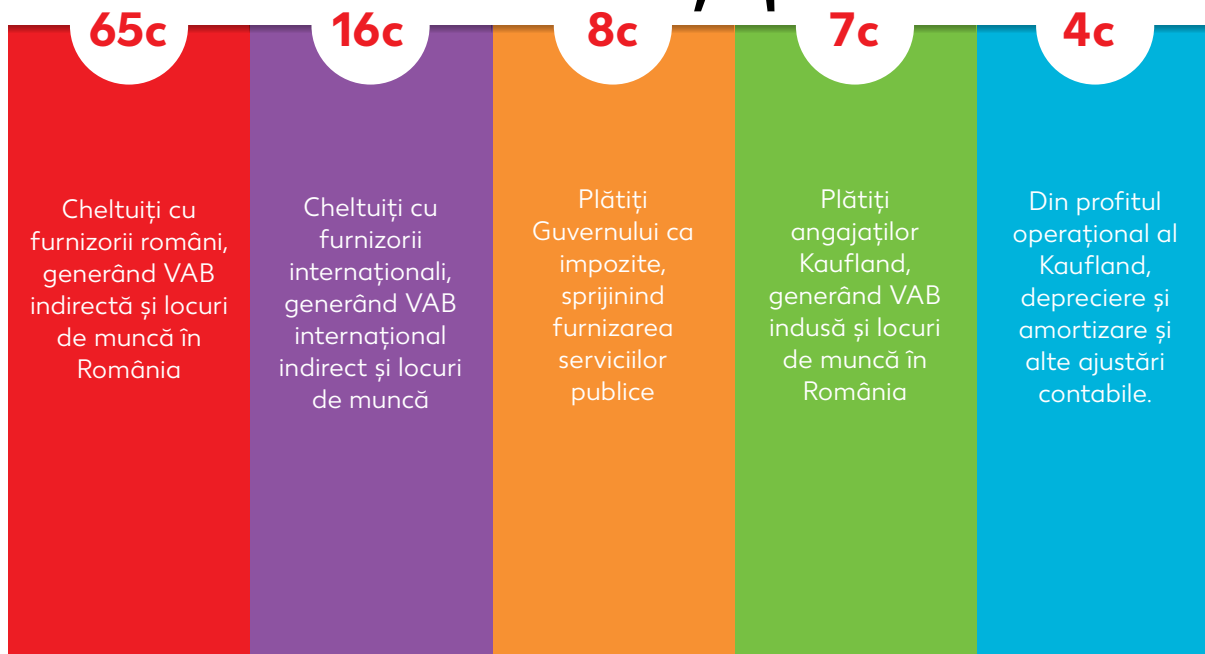 65c
Cheltuiți cu
furnizorii români,
generând VAB
indirectă și locuri
de muncă în
România
16c
Cheltuiți cu
furnizorii
internaționali,
generând VAB
internațional
indirect și locuri
de muncă
8c
Plătiți
Guvernului ca
impozite,
sprijinind
furnizarea
serviciilor
publice
7c
Plătiți
angajaților
Kaufland,
generând VAB
indusă și locuri
de muncă în
România
4c
Din profitul
operațional al
Kaufland,
depreciere și
amortizare și
alte ajustări
contabile.